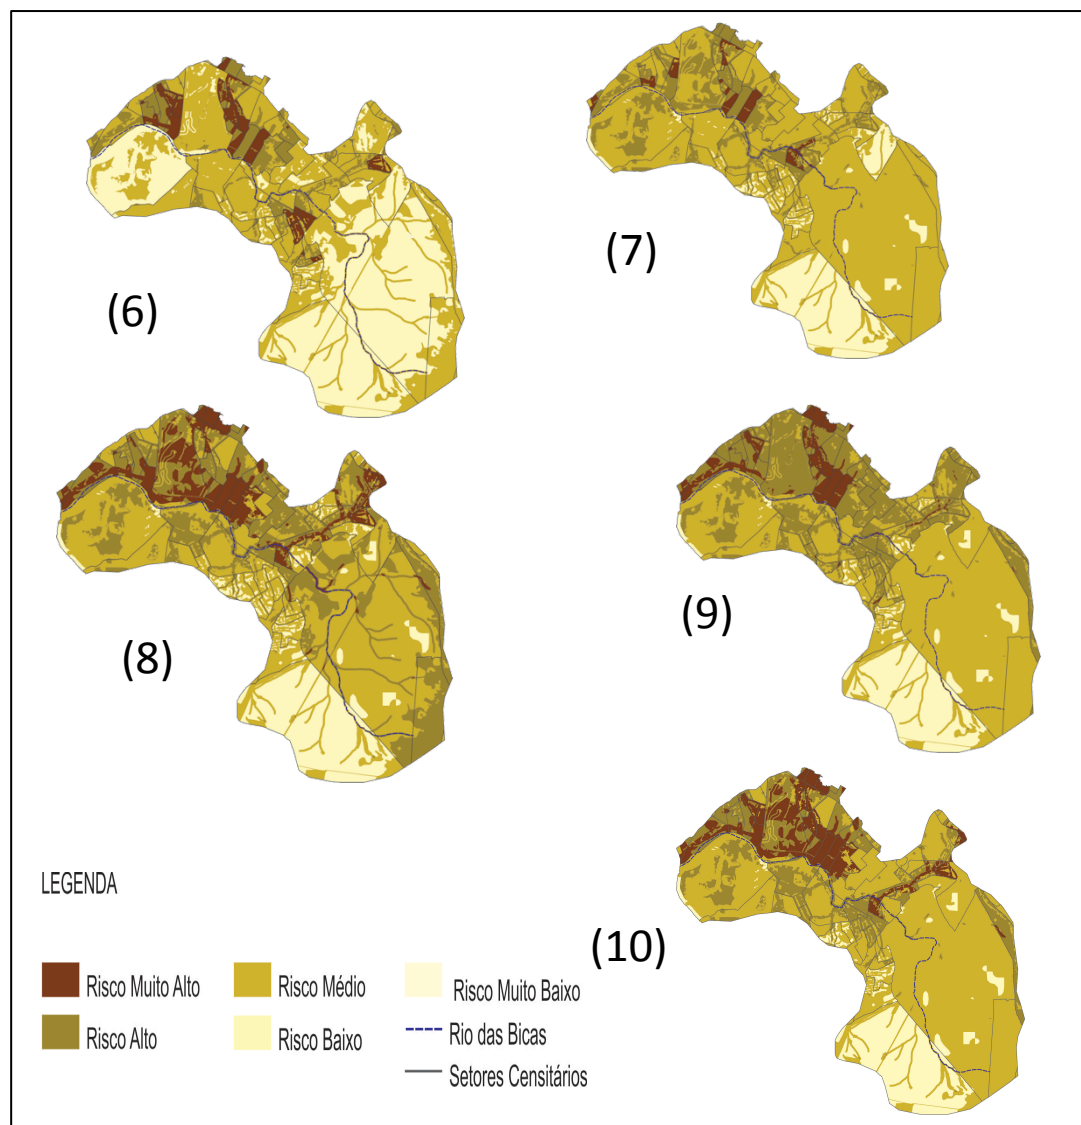 (6)
(7)
(8)
(9)
(10)
LEGENDA
Risco Muito Alto
Risco Médio
Risco Muito Baixo
Risco Alto
Risco Baixo
Rio das Bicas
Setores Censitários